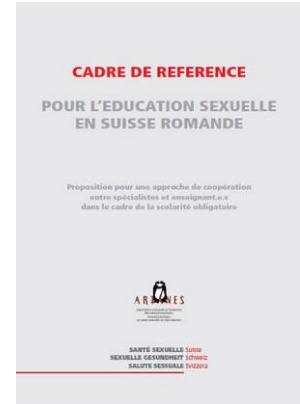 CADRE DE REFERENCE
POUR L'EDUCATION SEXUELLE
EN SUISSE ROMANDE
Proposition pour une approche de coopération
entre spécialistes et enseignant.e.s
dans le cadre de la scolarité obligatoire
ARTANES
SANTÉ SEXUELLE Suisse
SEXUELLE GESUNDHEIT Schweiz
SALUTE SESSUALE Svizzera